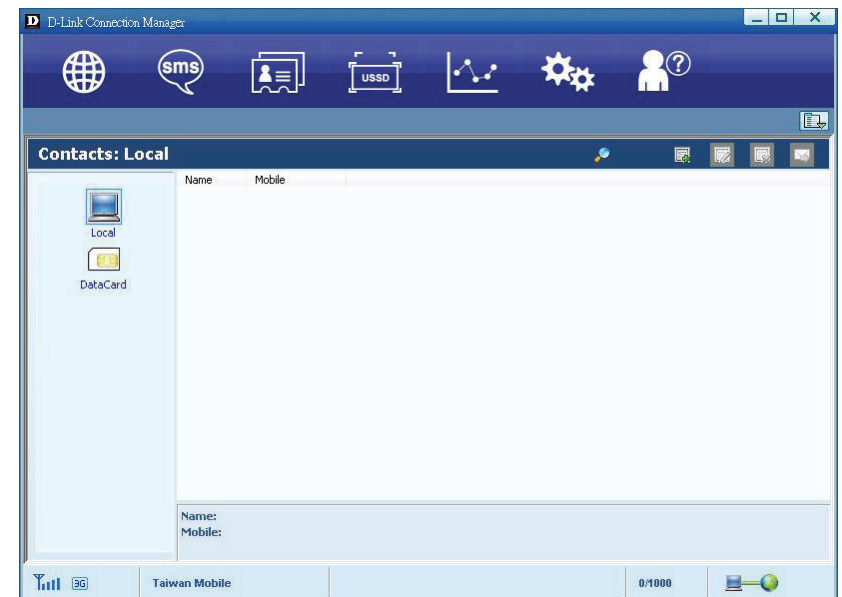 D D-Link Connection Manager
sms
USSD
?
Contacts: Local
Name Mobile
Local
DataCard
Name:
Mobile:
3G Taiwan Mobile 0/1000